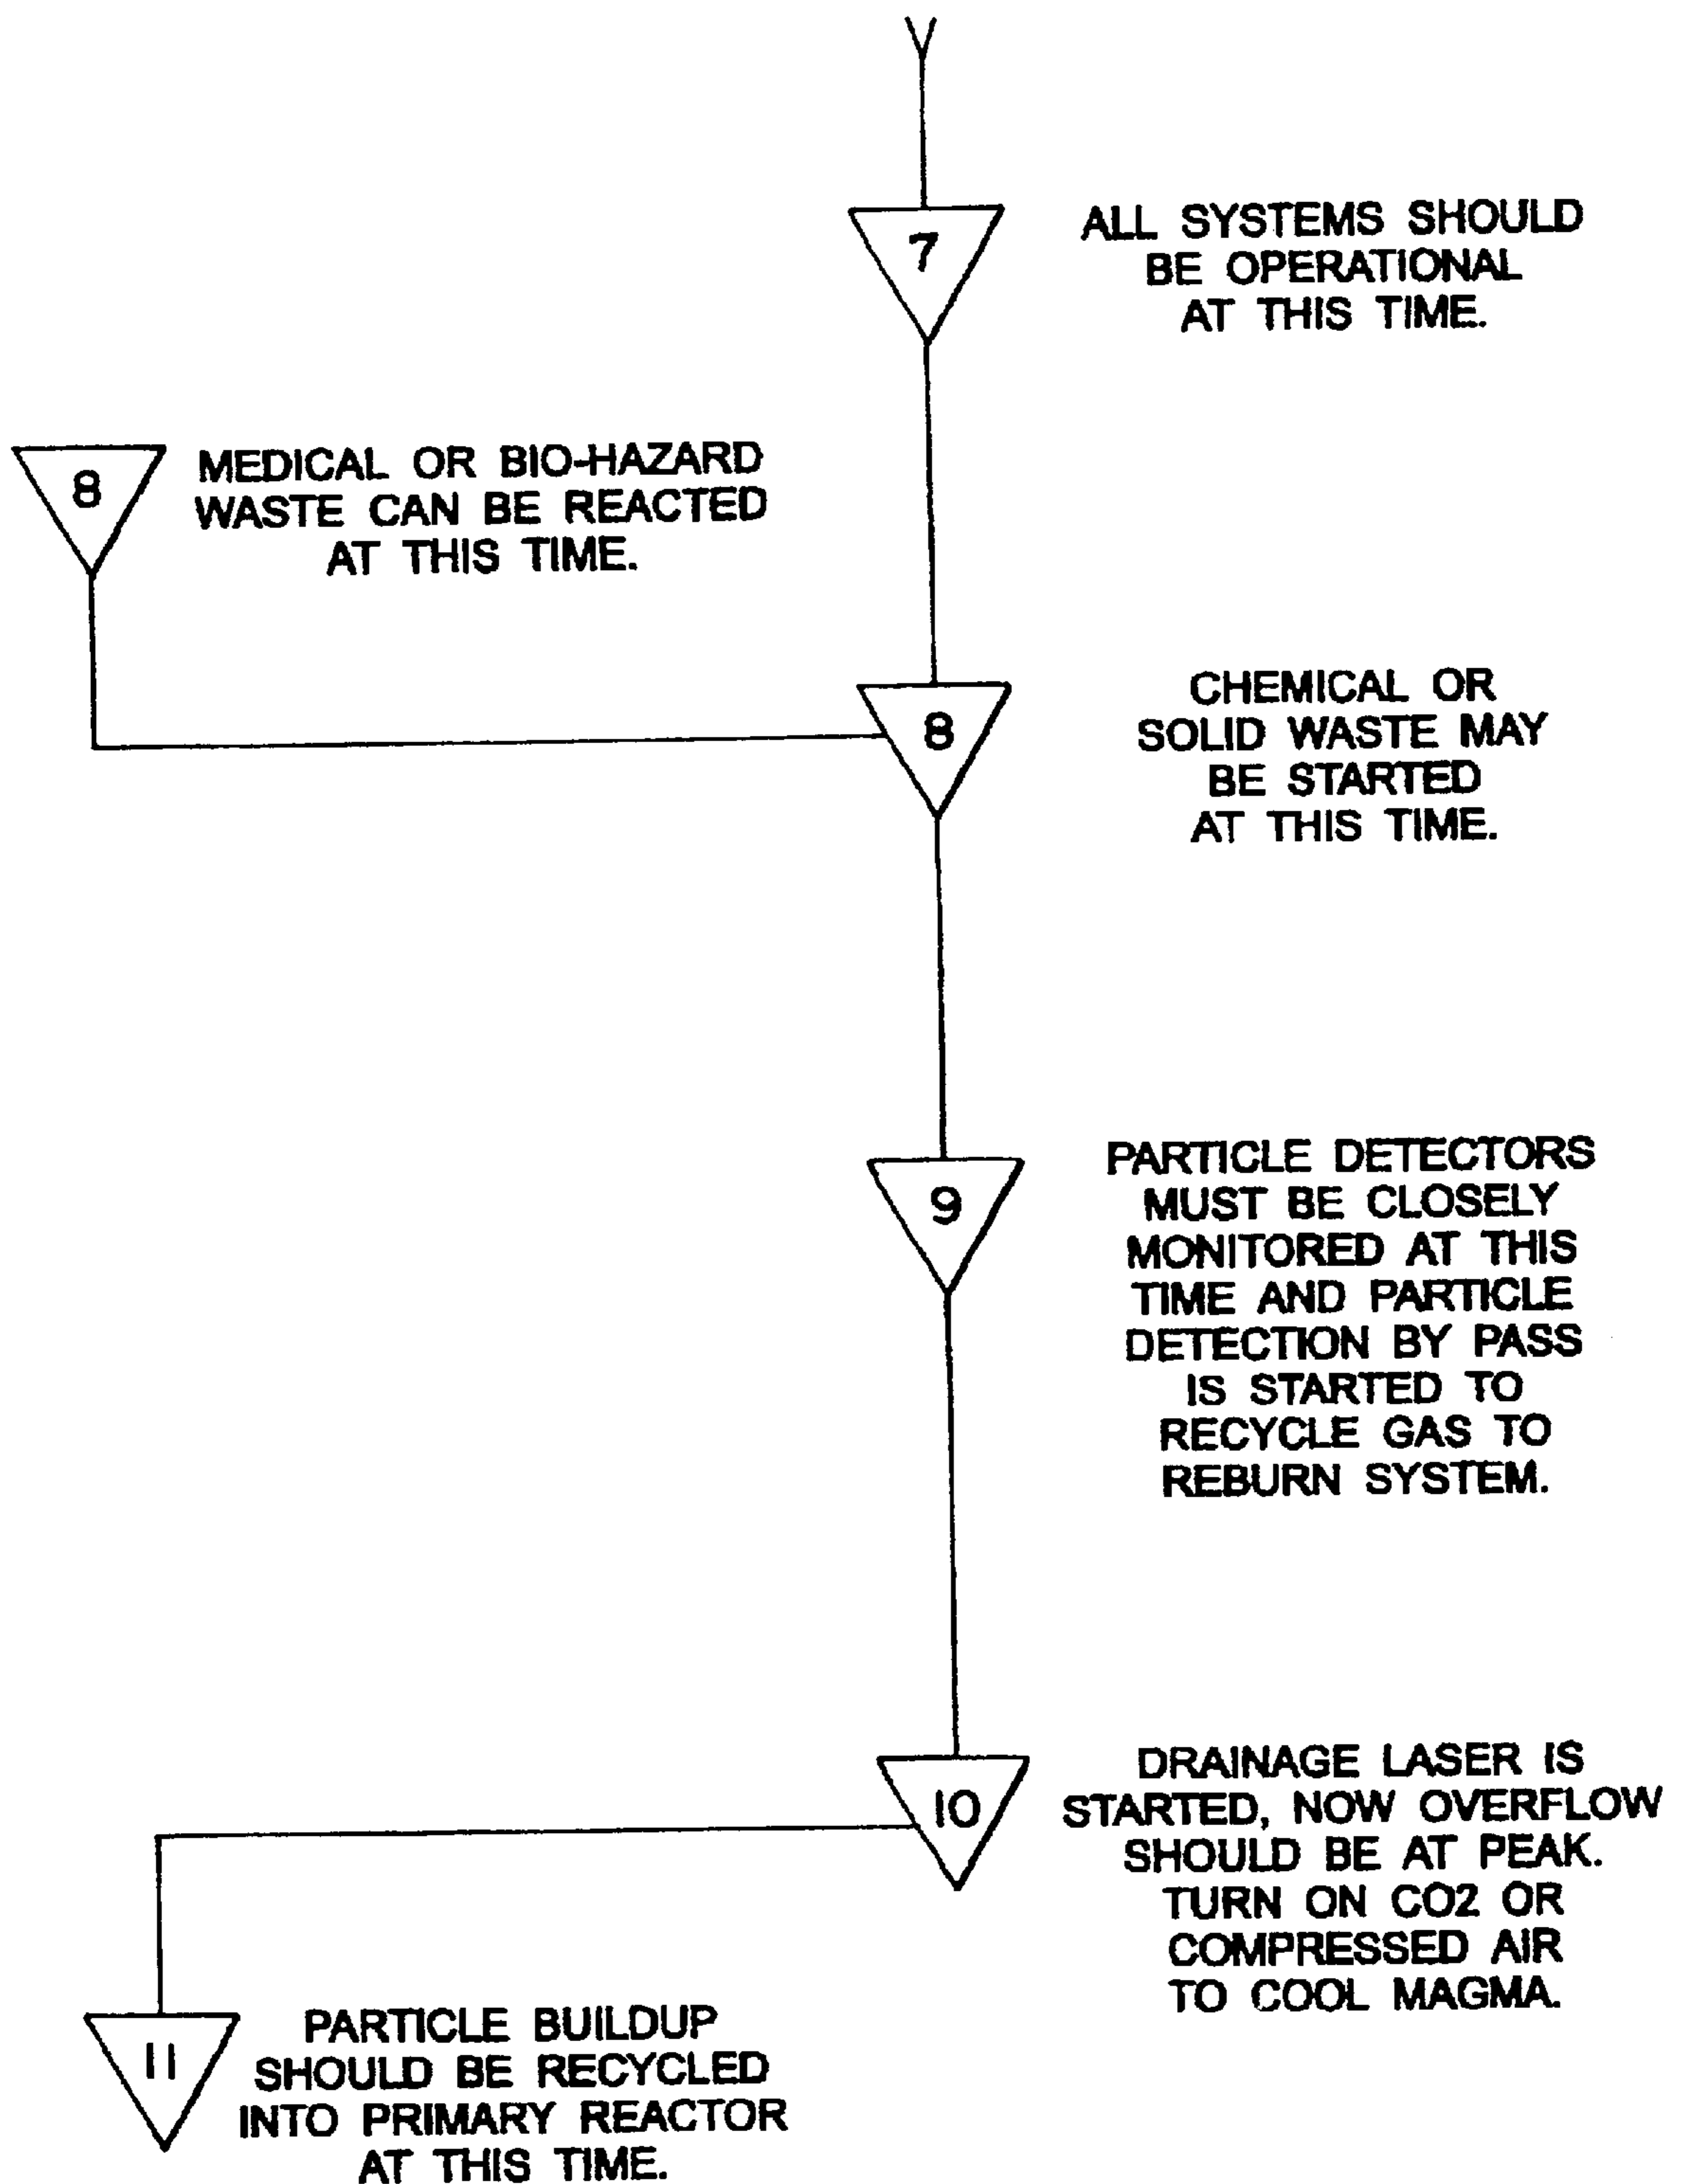 7
ALL SYSTEMS SHOULD
BE OPERATIONAL
AT THIS TIME.
8
MEDICAL OR BIO-HAZARD
WASTE CAN BE REACTED
AT THIS TIME.
8
CHEMICAL OR
SOLID WASTE MAY
BE STARTED
AT THIS TIME.
9
PARTICLE DETECTORS
MUST BE CLOSELY
MONITORED AT THIS
TIME AND PARTICLE
DETECTION BY PASS
IS STARTED TO
RECYCLE GAS TO
REBURN SYSTEM.
10
DRAINAGE LASER IS
STARTED, NOW OVERFLOW
SHOULD BE AT PEAK.
TURN ON CO2 OR
COMPRESSED AIR
TO COOL MAGMA.
11
PARTICLE BUILDUP
SHOULD BE RECYCLED
INTO PRIMARY REACTOR
AT THIS TIME.